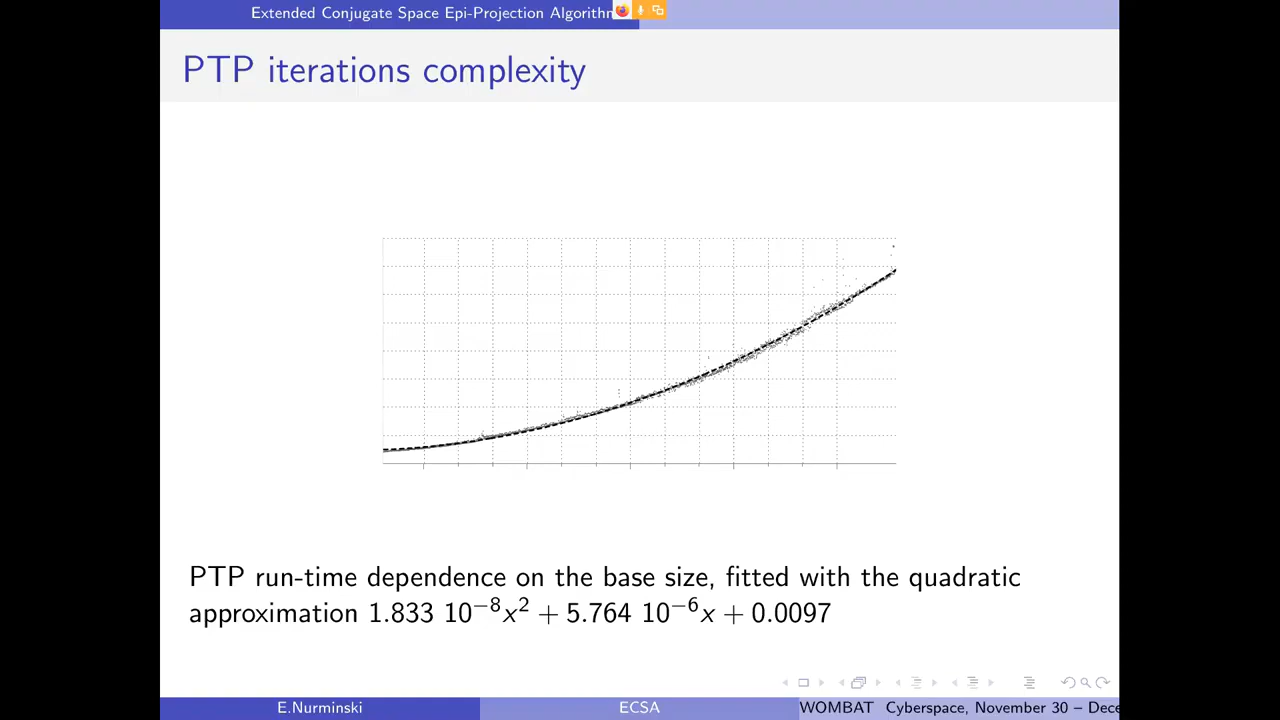 Extended Conjugate Space Epi-Projection Algorithm
PTP iterations complexity
PTP run-time dependence on the base size, fitted with the quadratic
approximation 1.833 10⁻⁸x² + 5.764 10⁻⁶x + 0.0097
E.Nurminski ECSA WOMBAT Cyberspace, November 30 – Dece